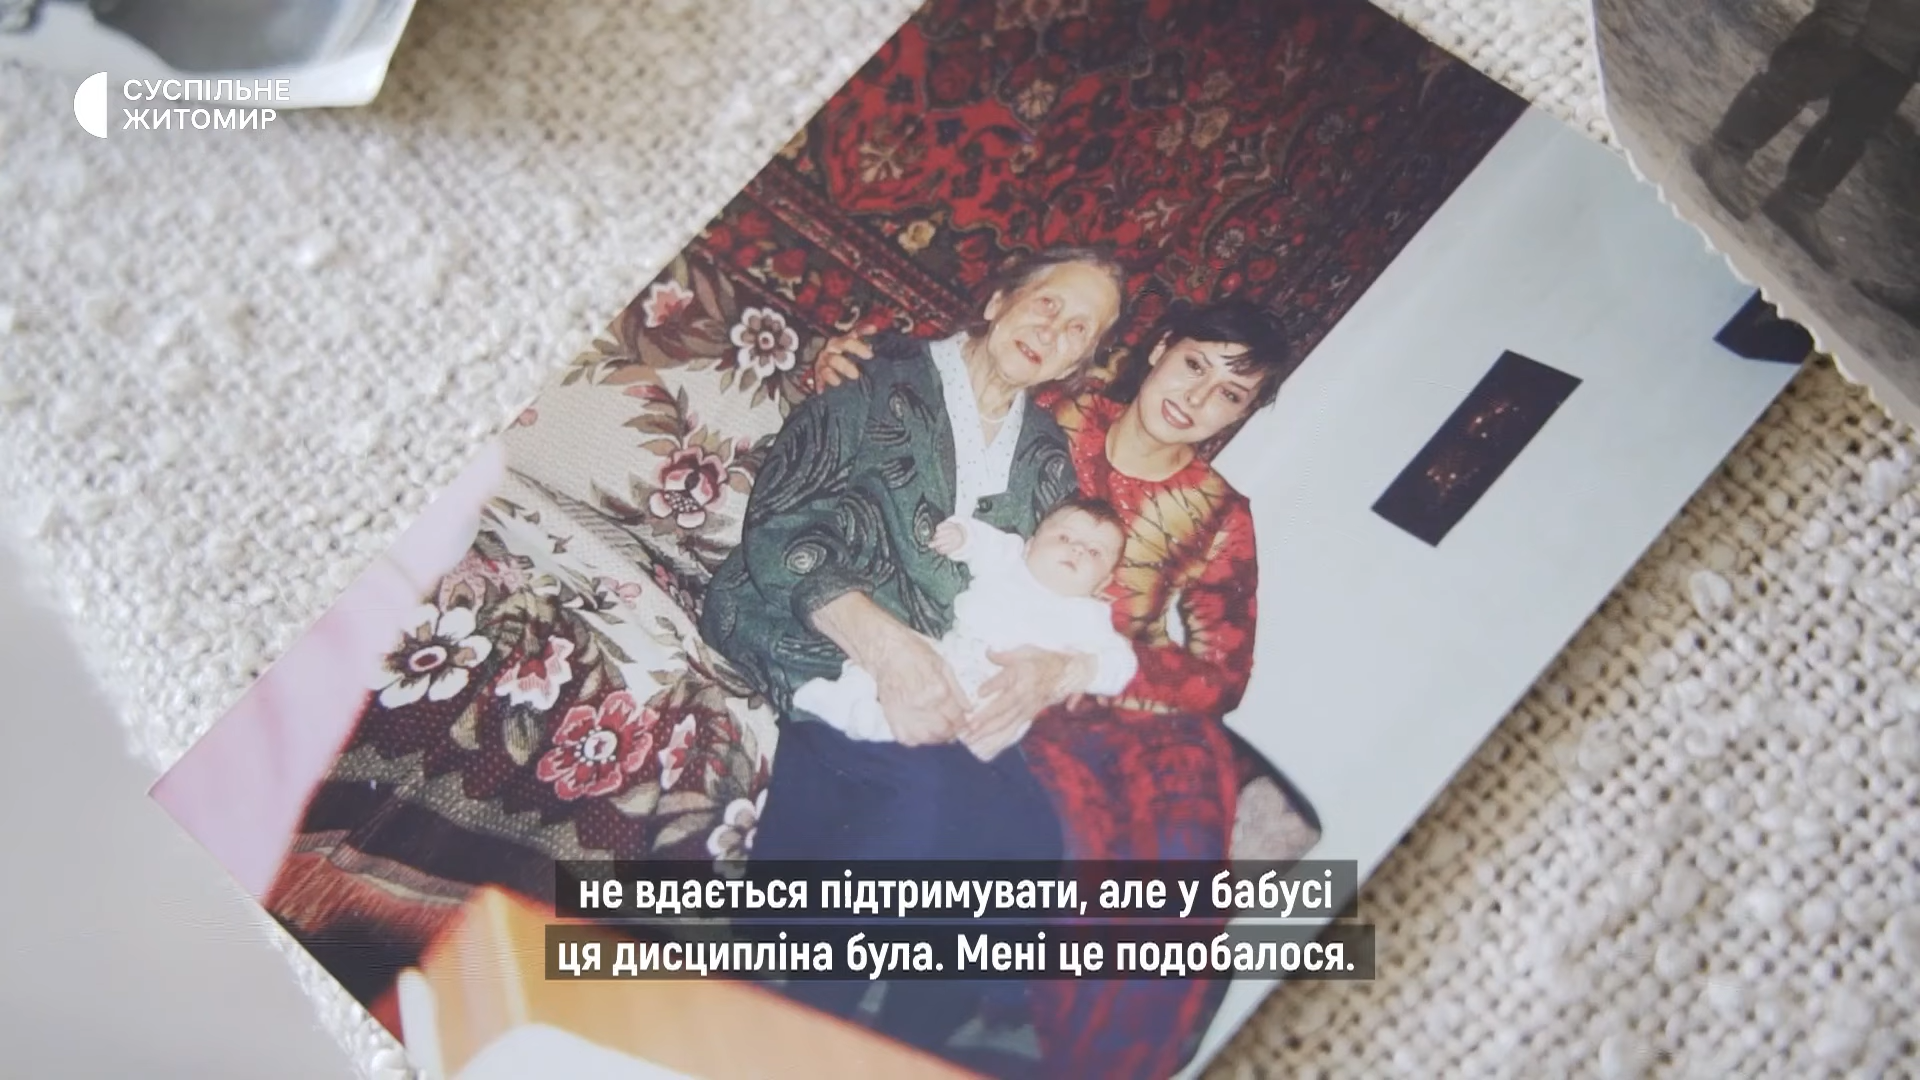 СУСПІЛЬНЕ
ЖИТОМИР
не вдається підтримувати, але у бабусі
ця дисципліна була. Мені це подобалося.